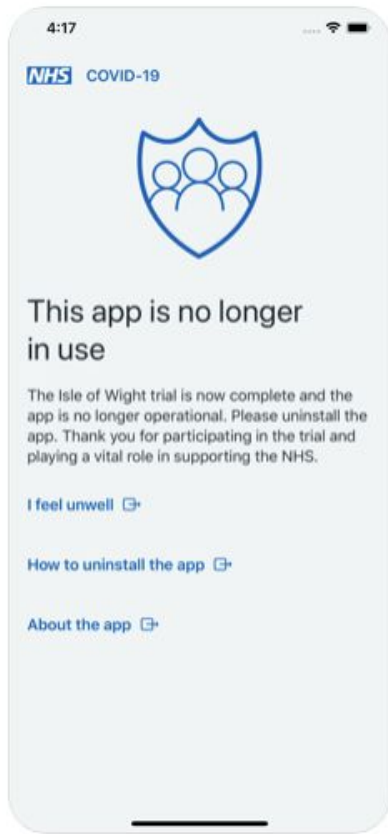 4:17
NHS COVID-19
This app is no longer
in use
The Isle of Wight trial is now complete and the
app is no longer operational. Please uninstall the
app. Thank you for participating in the trial and
playing a vital role in supporting the NHS.
I feel unwell
How to uninstall the app
About the app